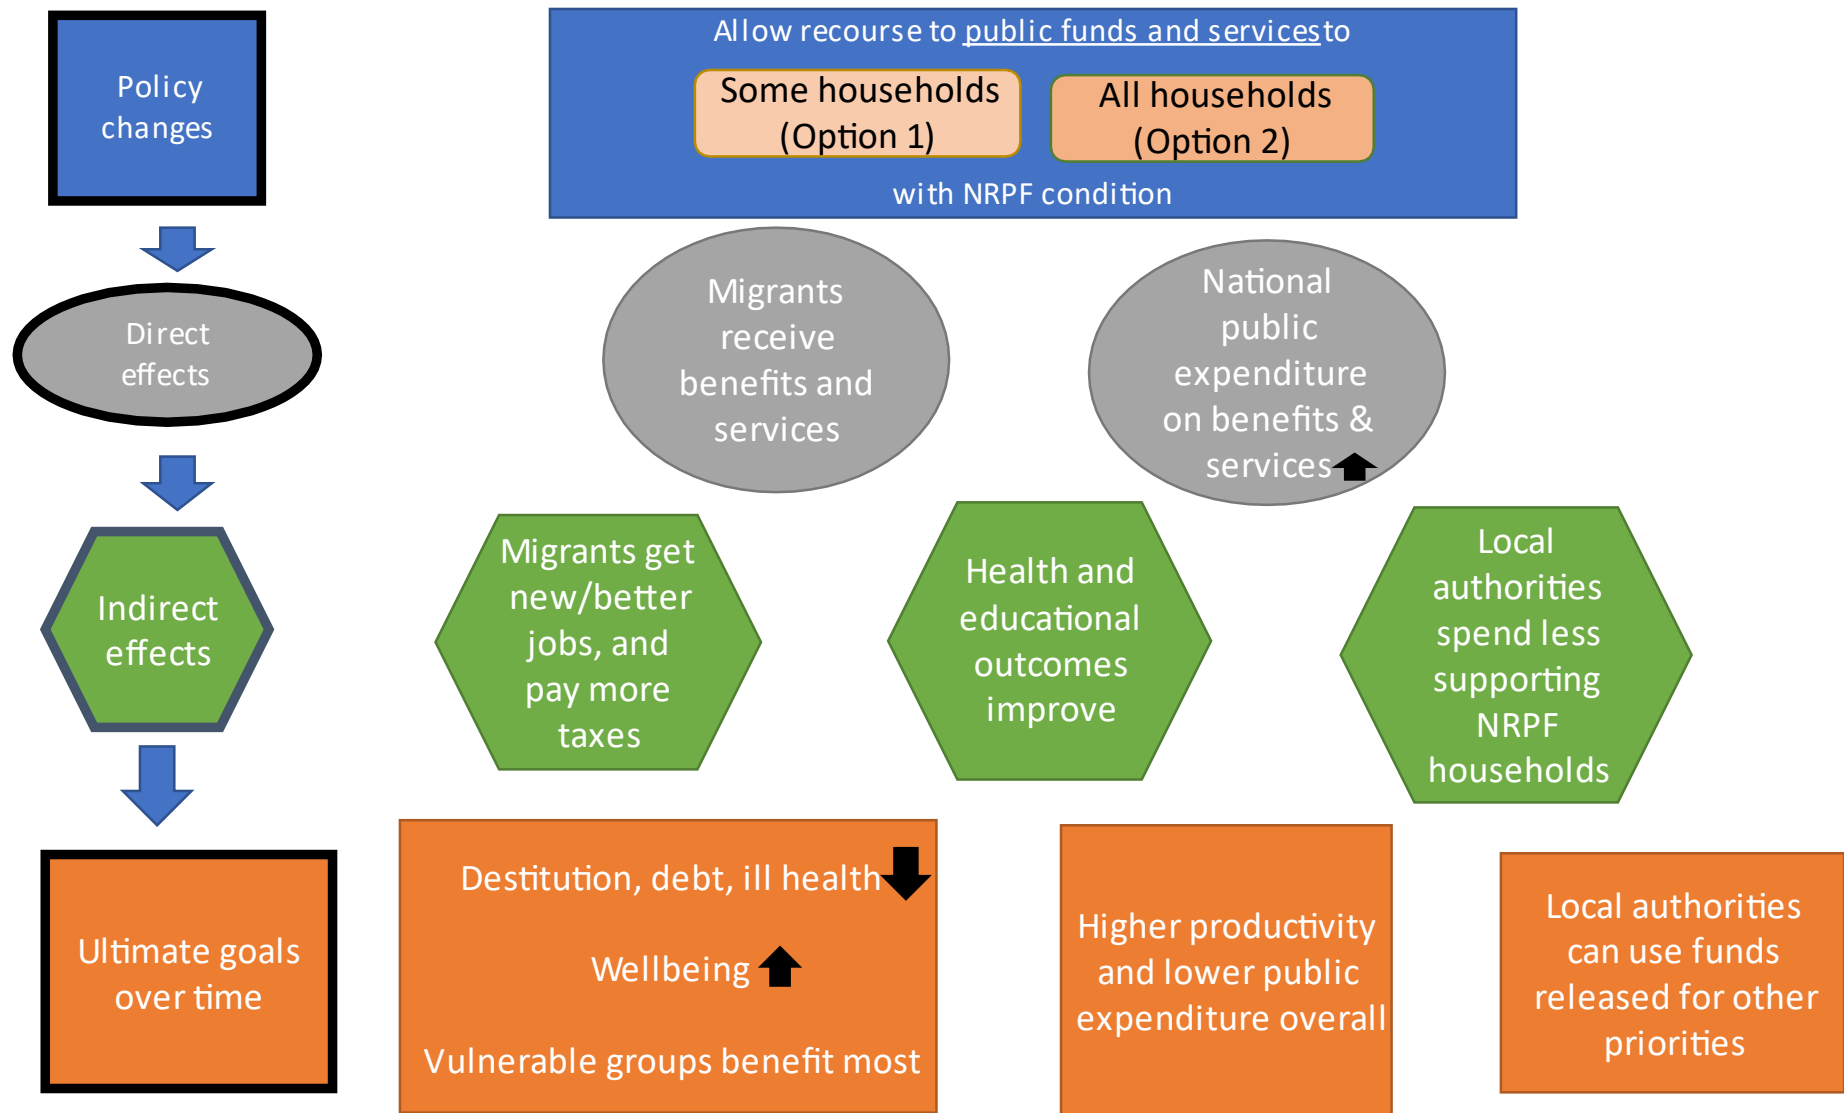 Policy
changes
Allow recourse to public funds and servicesto
Some households
(Option 1)
All households
(Option 2)
with NRPF condition
Direct
effects
Migrants
receive
benefits and
services
National
public
expenditure
on benefits &
services
Indirect
effects
Migrants get
new/better
jobs, and
pay more
taxes
Health and
educational
outcomes
improve
Local
authorities
spend less
supporting
NRPF
households
Ultimate goals
over time
Destitution, debt, ill health
Wellbeing
Vulnerable groups benefit most
Higher productivity
and lower public
expenditure overall
Local authorities
can use funds
released for other
priorities